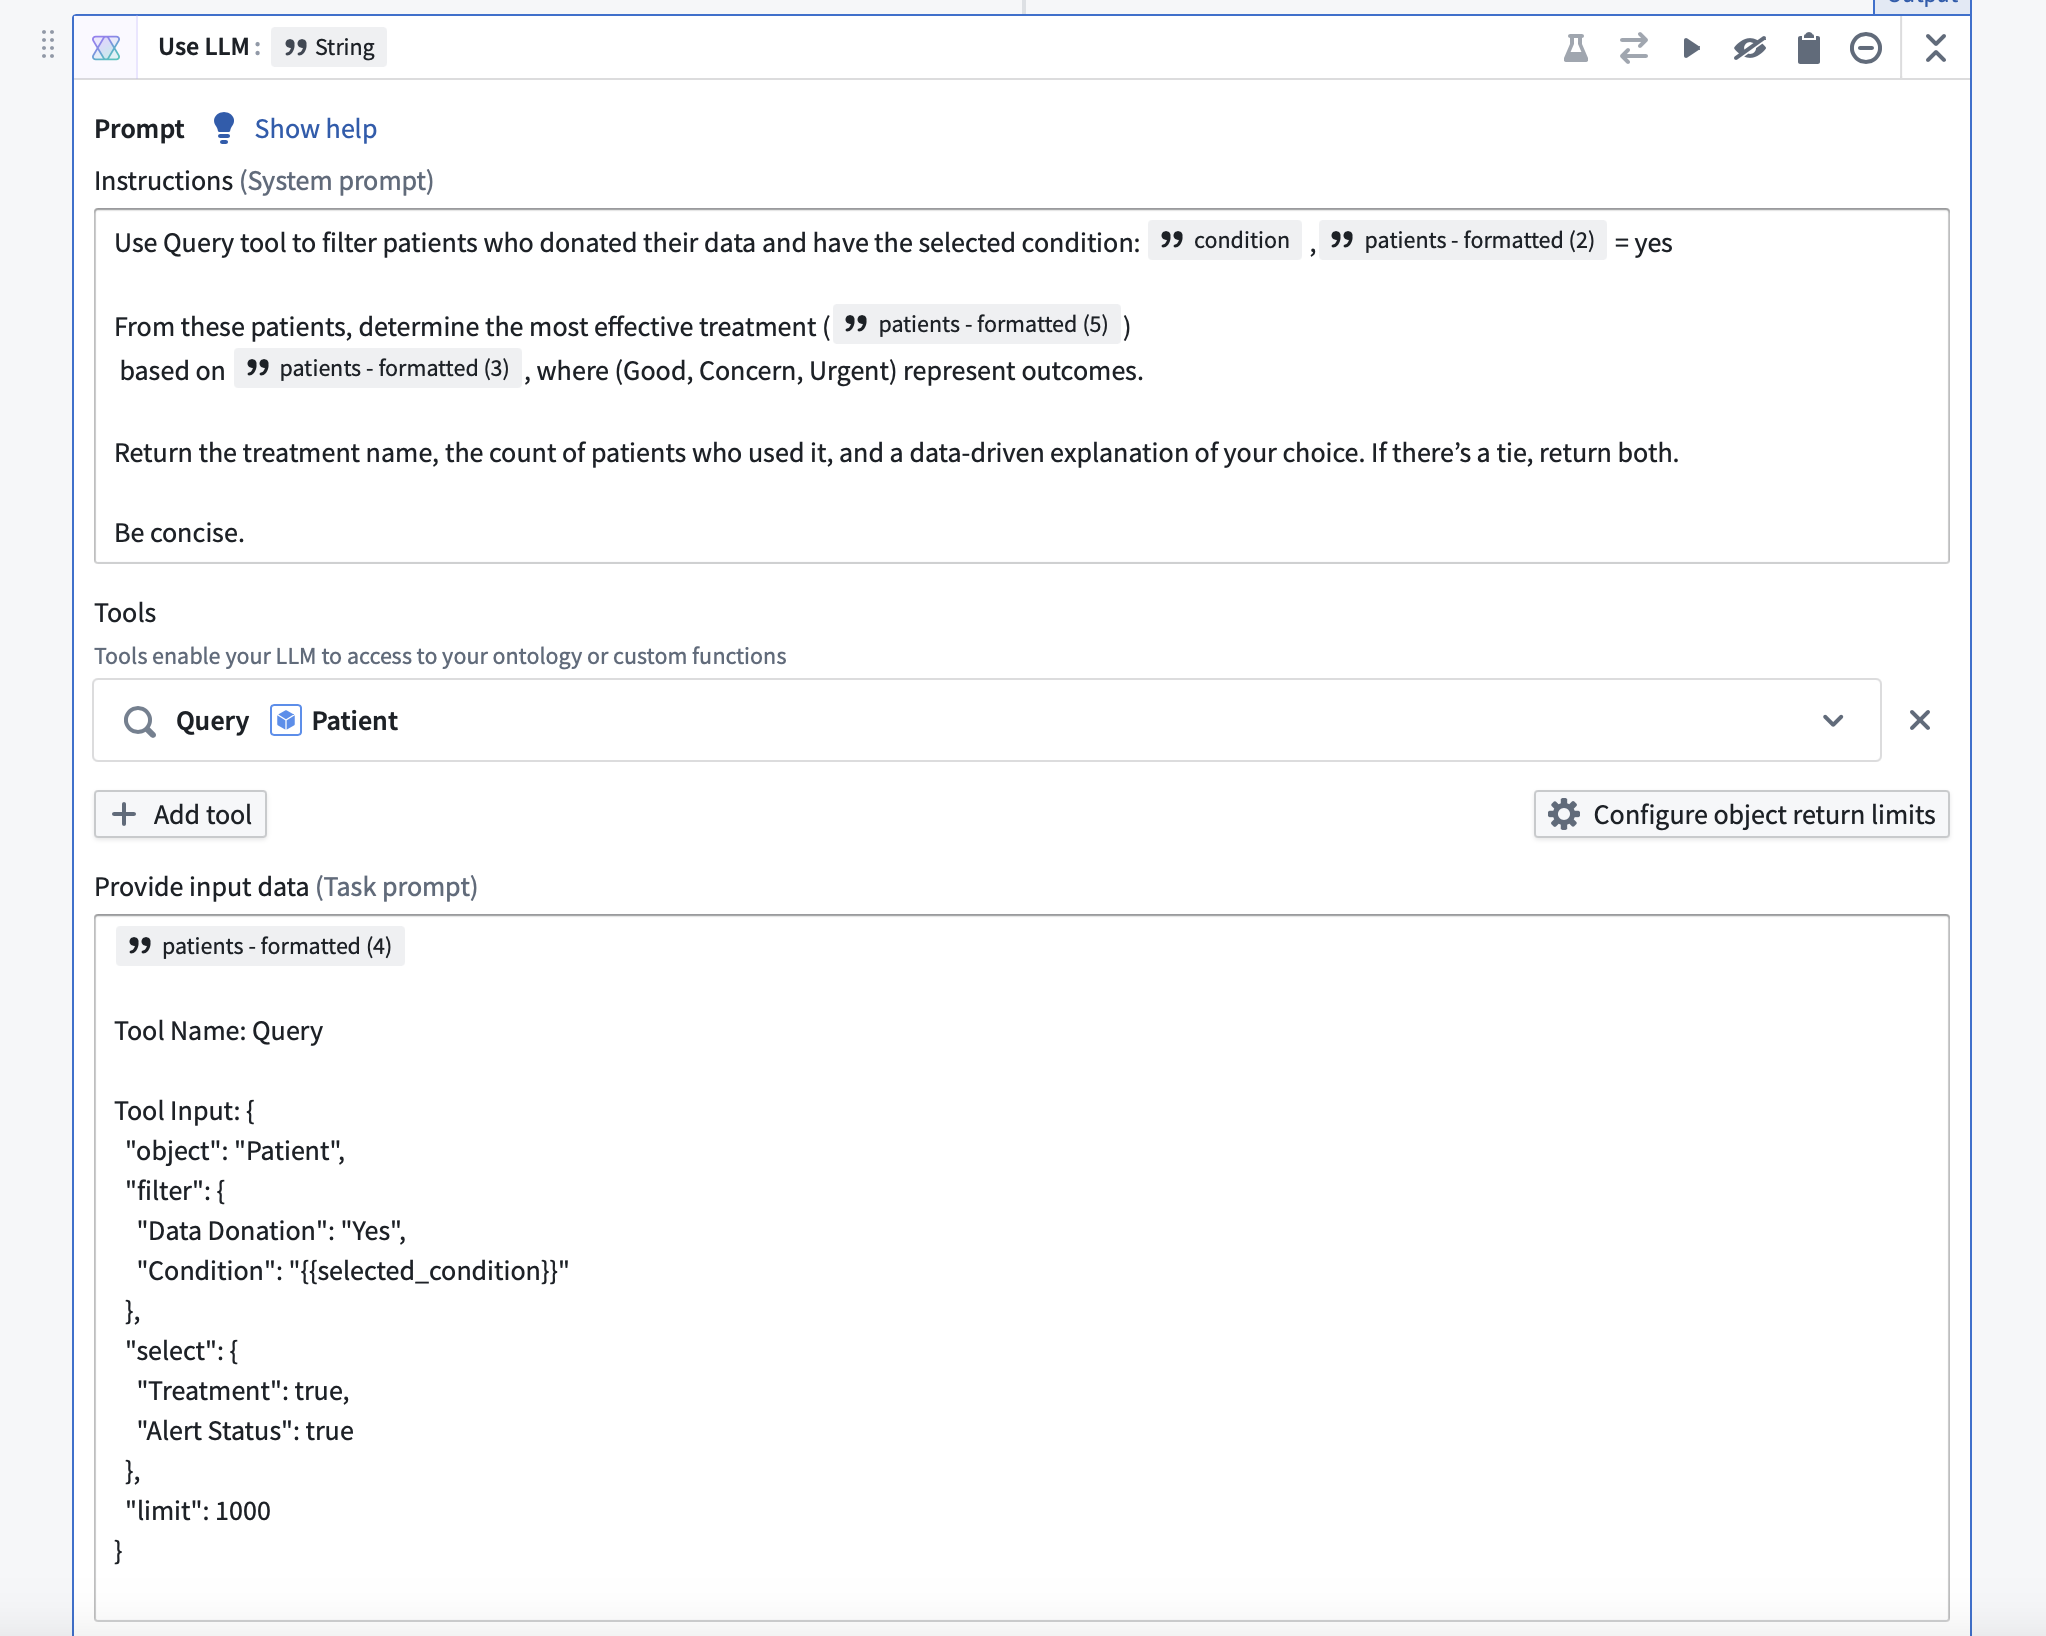 Output
Use LLM : String
Prompt Show help
Instructions (System prompt)
Use Query tool to filter patients who donated their data and have the selected condition: condition , patients - formatted (2) = yes
From these patients, determine the most effective treatment ( patients - formatted (5) )
based on patients - formatted (3) , where (Good, Concern, Urgent) represent outcomes.
Return the treatment name, the count of patients who used it, and a data-driven explanation of your choice. If there’s a tie, return both.
Be concise.
Tools
Tools enable your LLM to access to your ontology or custom functions
Query Patient
Add tool
Configure object return limits
Provide input data (Task prompt)
patients - formatted (4)
Tool Name: Query
Tool Input: {
"object": "Patient",
"filter": {
"Data Donation": "Yes",
"Condition": "{{selected_condition}}"
},
"select": {
"Treatment": true,
"Alert Status": true
},
"limit": 1000
}